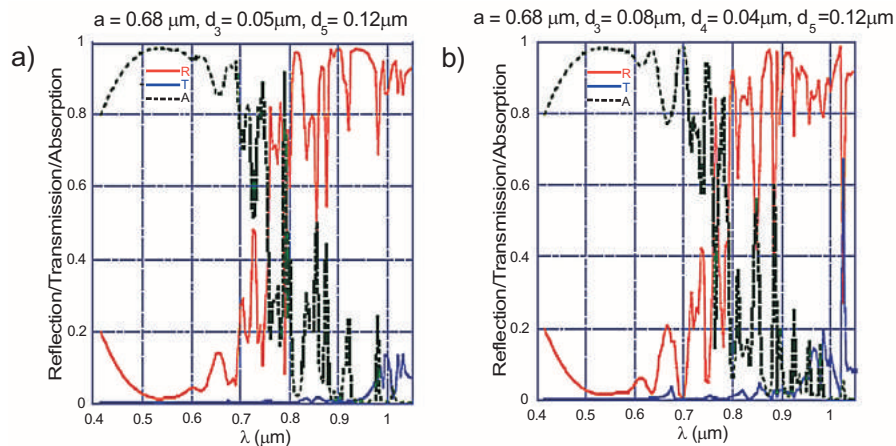 a = 0.68 μm, d3 = 0.05μm, d5 = 0.12μm
a)
Reflection/Transmission/Absorption
1
0.8
0.6
0.4
0.2
0
R
T
A
0.4 0.5 0.6 0.7 0.8 0.9 1
λ (μm)
a = 0.68 μm, d3 = 0.08μm, d4 = 0.04μm, d5=0.12μm
b)
Reflection/Transmission/Absorption
1
0.8
0.6
0.4
0.2
0
R
T
A
0.4 0.5 0.6 0.7 0.8 0.9 1
λ (μm)